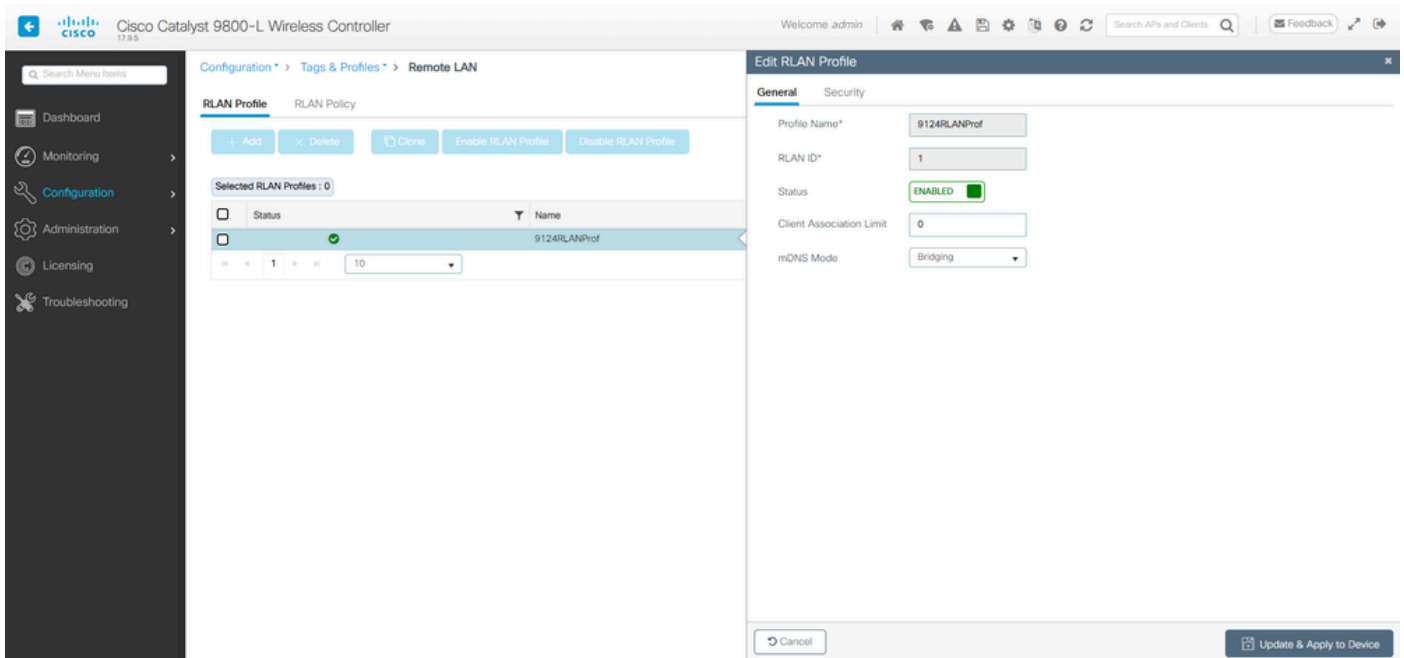 cisco
Cisco Catalyst 9800-L Wireless Controller
17.9.5
Welcome admin
Search APs and Clients
Feedback
Search Menu Items
Dashboard
Monitoring
Configuration
Administration
Licensing
Troubleshooting
Configuration > Tags & Profiles > Remote LAN
RLAN Profile RLAN Policy
+ Add × Delete Clone Enable RLAN Profile Disable RLAN Profile
Selected RLAN Profiles : 0
Status Name
9124RLANProf
1 10
Edit RLAN Profile
General Security
Profile Name* 9124RLANProf
RLAN ID* 1
Status ENABLED
Client Association Limit 0
mDNS Mode Bridging
Cancel Update & Apply to Device